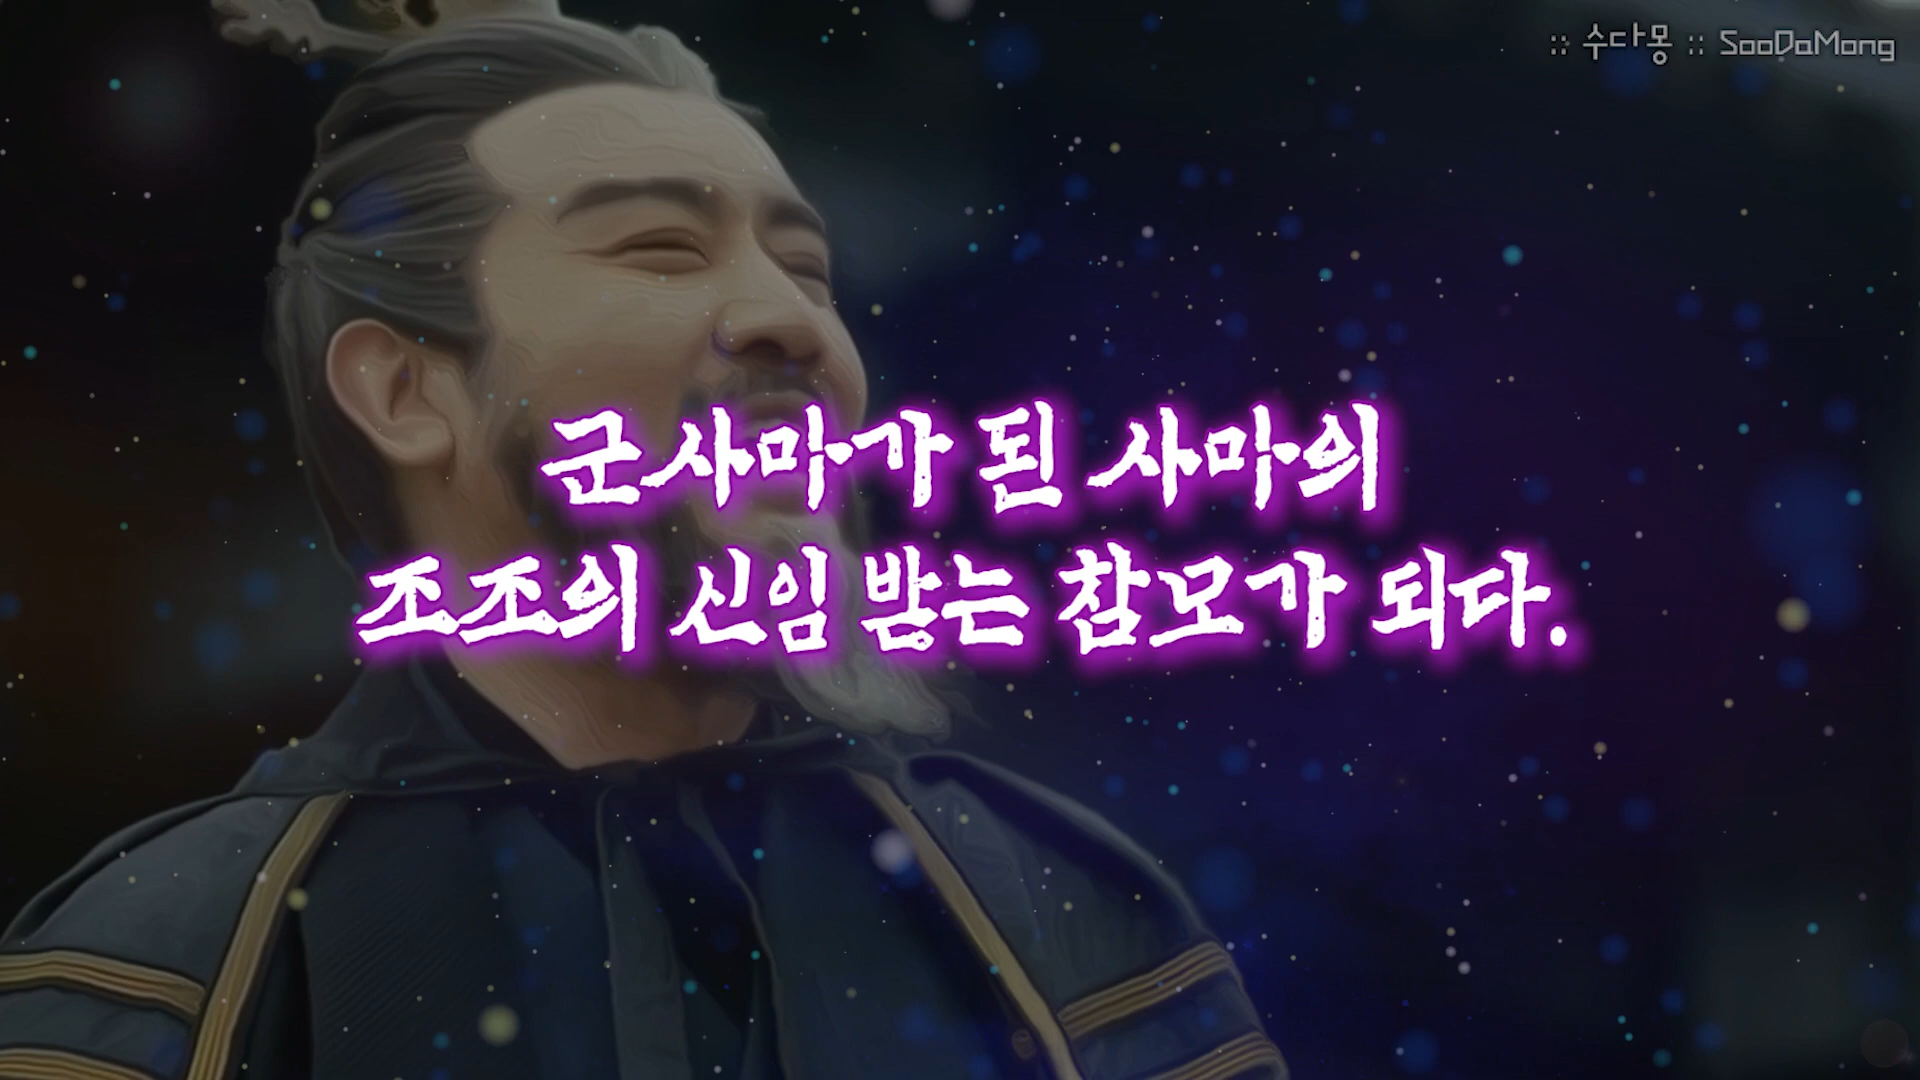 :: 수다몽 :: SooDaMong
군사마가 된 사마의
조조의 신임 받는 참모가 되다.